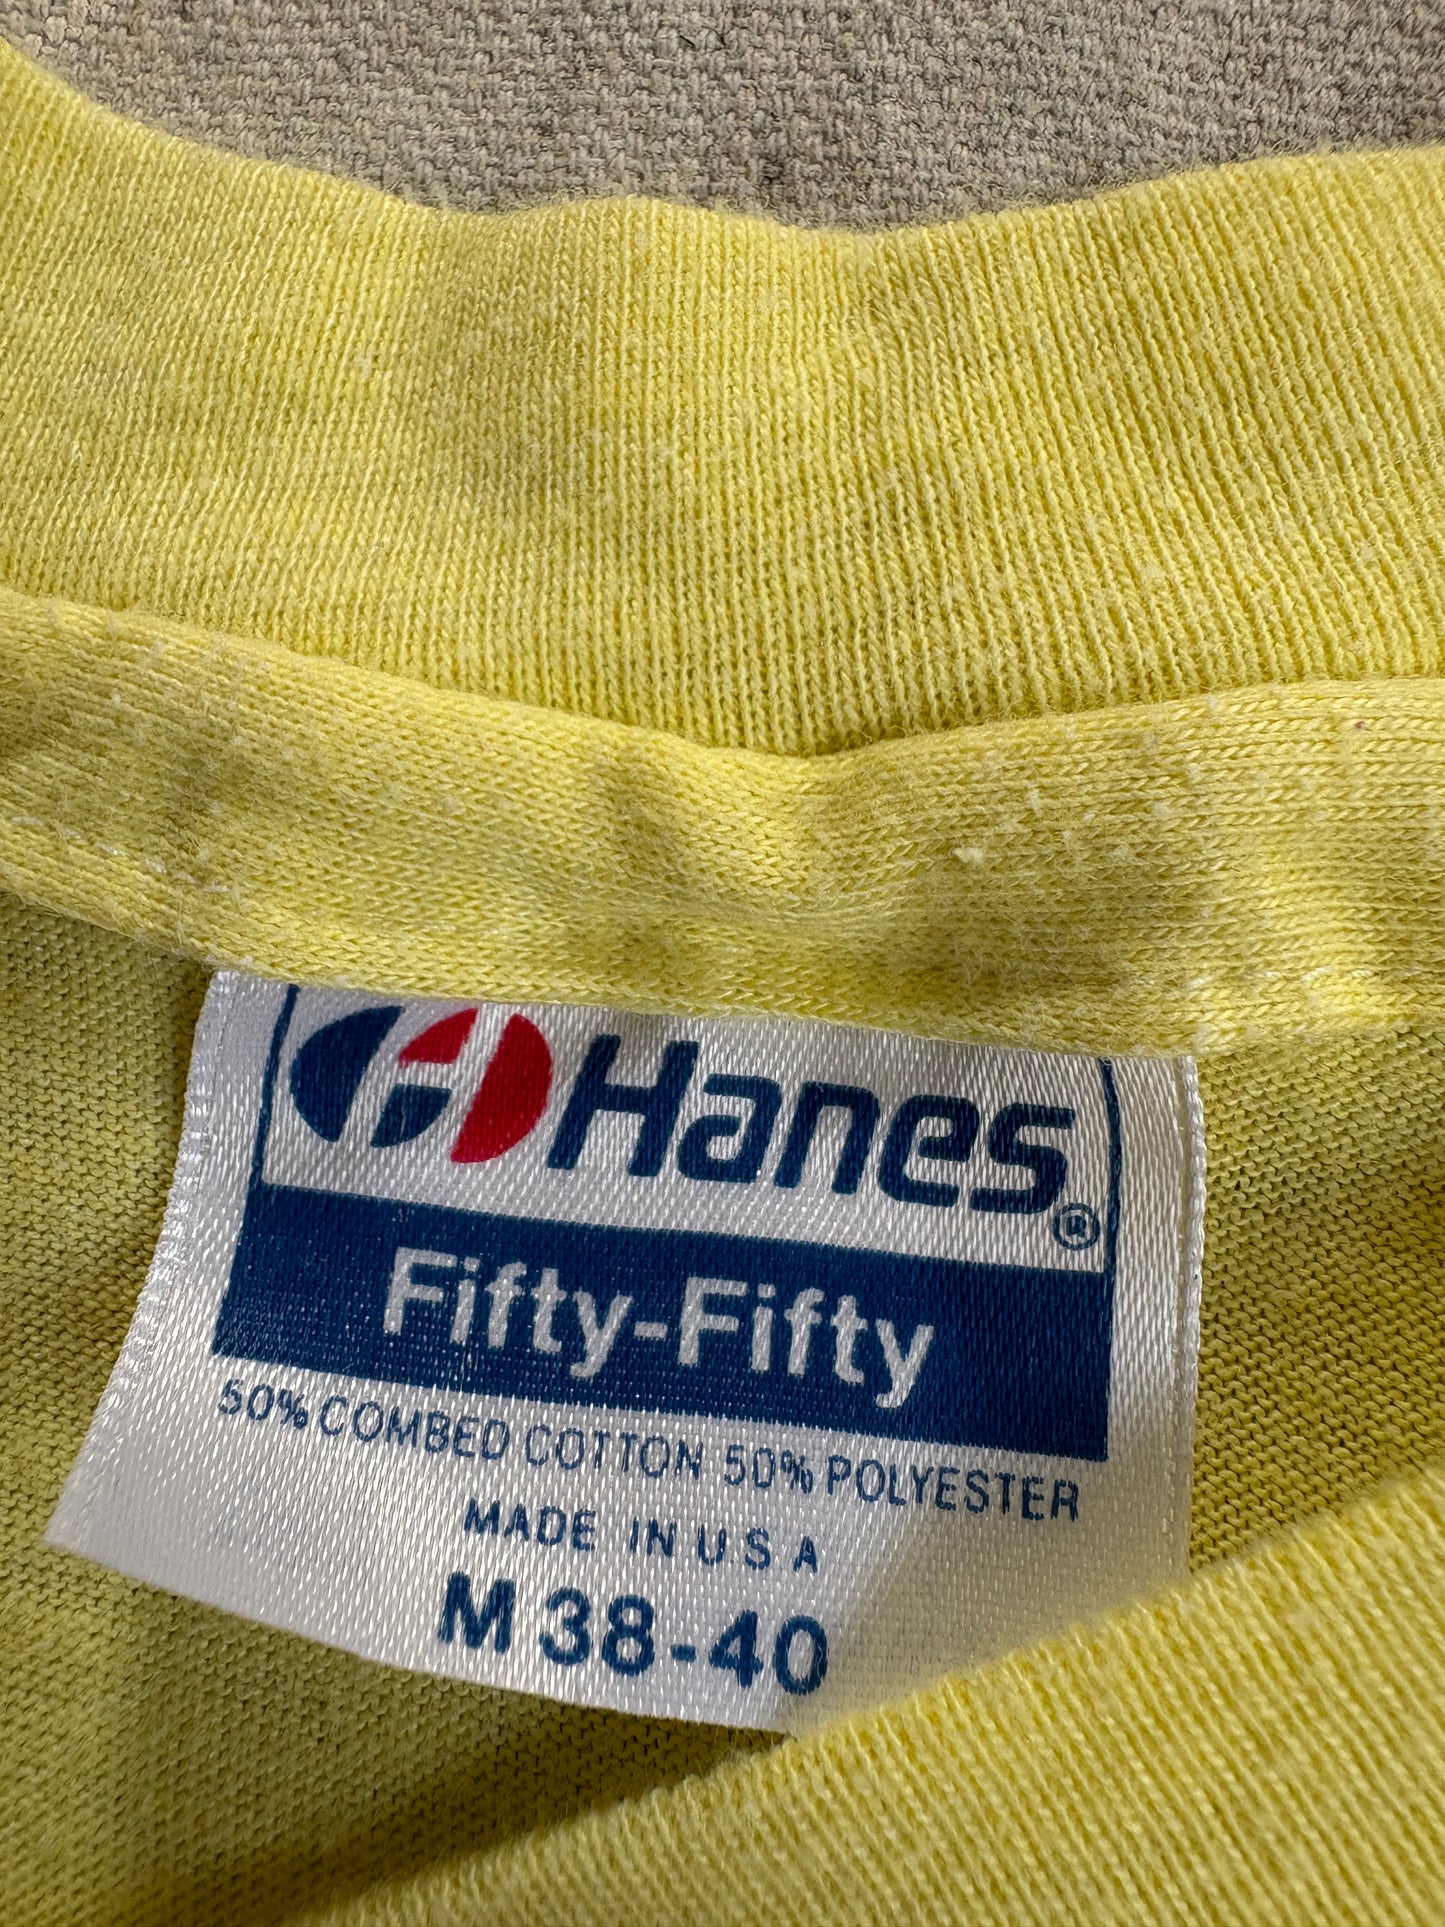 Hanes®
Fifty-Fifty
50% COMBED COTTON 50% POLYESTER
MADE IN U S A
M 38-40